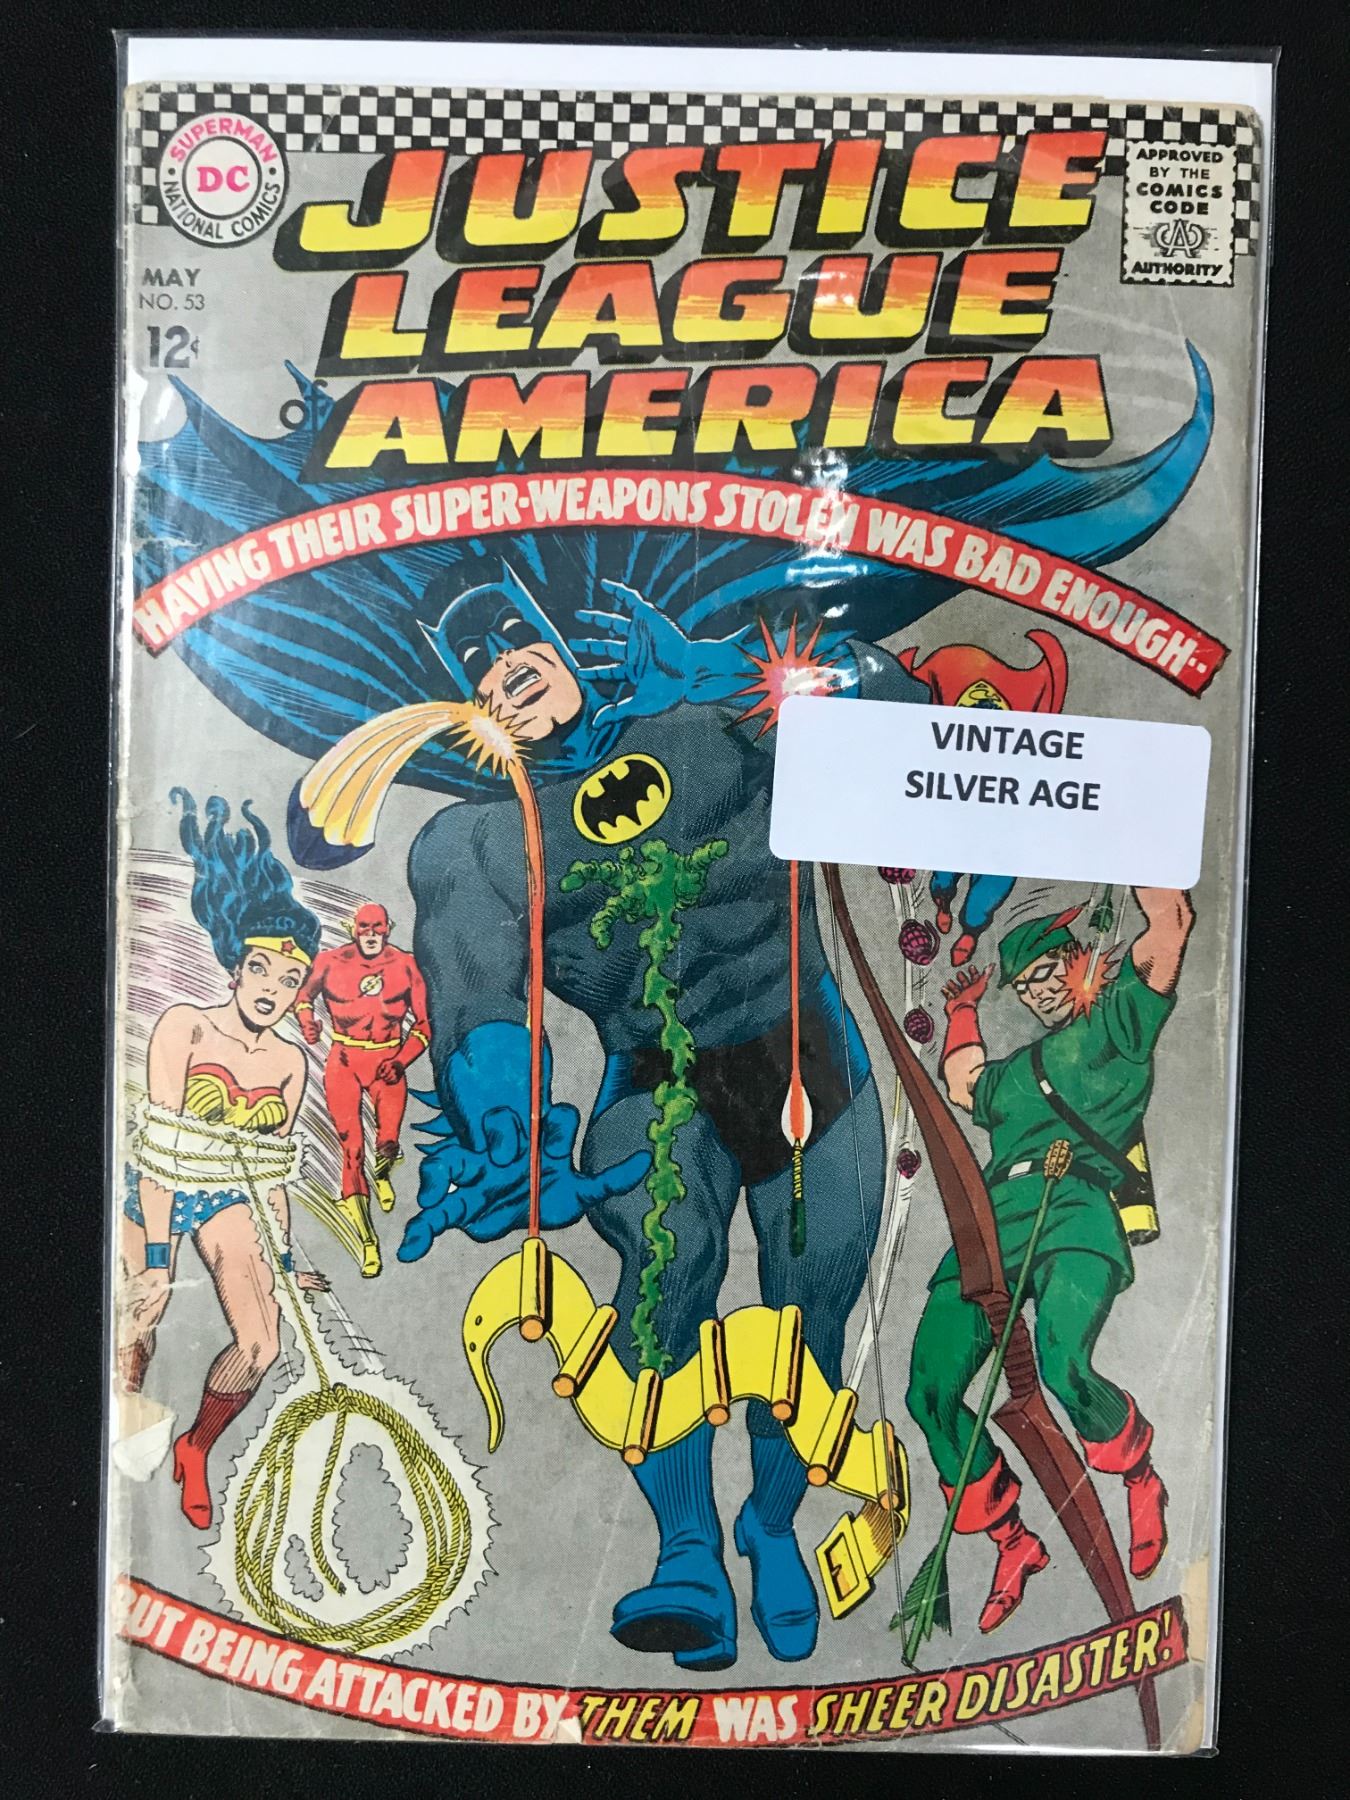 SUPERMAN
DC
NATIONAL COMICS
JUSTICE
LEAGUE
of AMERICA
APPROVED
BY THE
COMICS
CODE
CA
AUTHORITY
MAY
NO. 53
12¢
HAVING THEIR SUPER-WEAPONS STOLEN WAS BAD ENOUGH--
VINTAGE
SILVER AGE
BUT BEING ATTACKED BY THEM WAS SHEER DISASTER!